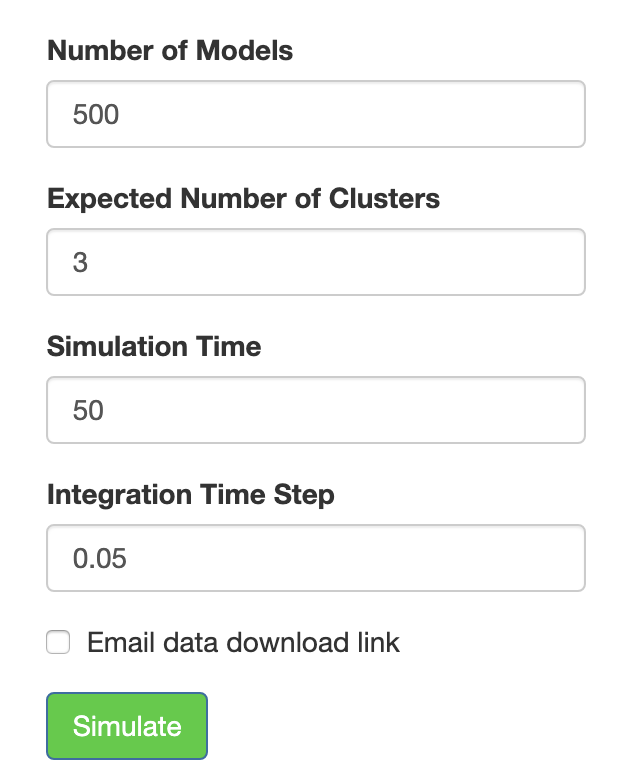 Number of Models
500
Expected Number of Clusters
3
Simulation Time
50
Integration Time Step
0.05
Email data download link
Simulate